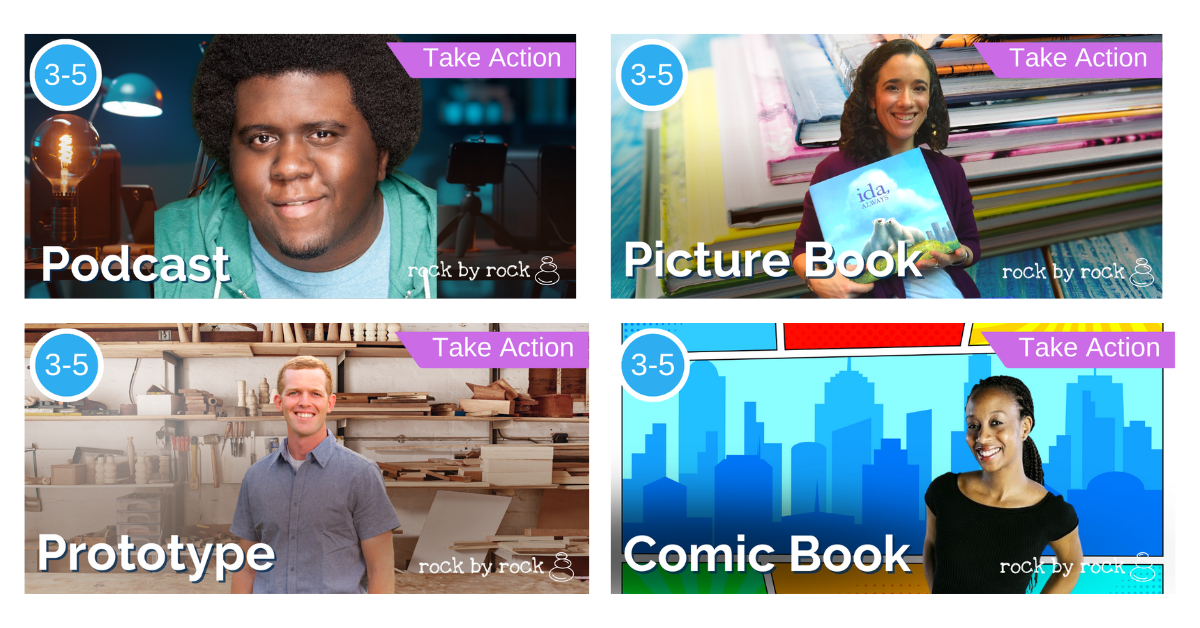 3-5
Take Action
Podcast
rock by rock
3-5
Take Action
ida,
ALWAYS
Picture Book
rock by rock
3-5
Take Action
Prototype
rock by rock
3-5
Take Action
Comic Book
rock by rock